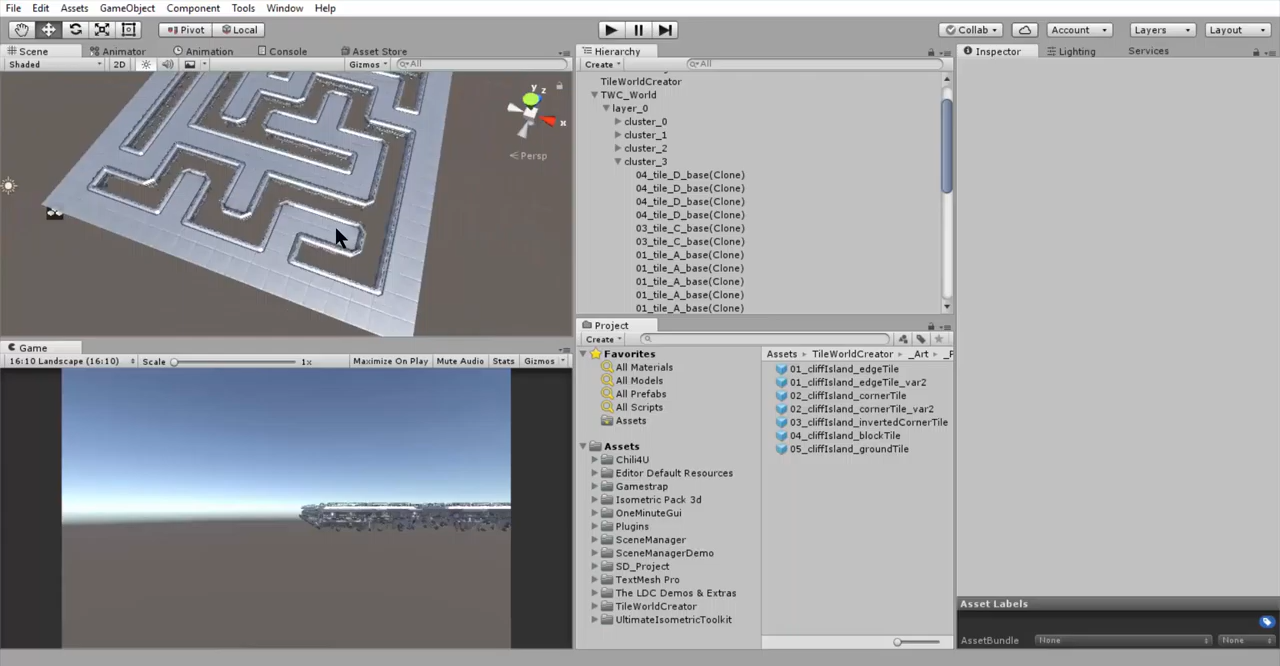 File Edit Assets GameObject Component Tools Window Help
Pivot Local Collab Account Layers Layout
Scene Animator Animation Console Asset Store
Shaded 2D Gizmos All
y z
x
Persp
Hierarchy
Create All
TileWorldCreator
TWC_World
layer_0
cluster_0
cluster_1
cluster_2
cluster_3
04_tile_D_base(Clone)
04_tile_D_base(Clone)
04_tile_D_base(Clone)
04_tile_D_base(Clone)
03_tile_C_base(Clone)
03_tile_C_base(Clone)
01_tile_A_base(Clone)
01_tile_A_base(Clone)
01_tile_A_base(Clone)
01_tile_A_base(Clone)
01_tile_A_base(Clone)
Inspector Lighting Services
Game
16:10 Landscape (16:10) Scale 1x Maximize On Play Mute Audio Stats Gizmos
Project
Create
Favorites
All Materials
All Models
All Prefabs
All Scripts
Assets
Assets
Chili4U
Editor Default Resources
Gamestrap
Isometric Pack 3d
OneMinuteGui
Plugins
SceneManager
SceneManagerDemo
SD_Project
TextMesh Pro
The LDC Demos & Extras
TileWorldCreator
UltimateIsometricToolkit
Assets TileWorldCreator _Art
01_cliffIsland_edgeTile
01_cliffIsland_edgeTile_var2
02_cliffIsland_cornerTile
02_cliffIsland_cornerTile_var2
03_cliffIsland_invertedCornerTile
04_cliffIsland_blockTile
05_cliffIsland_groundTile
Asset Labels
AssetBundle None None